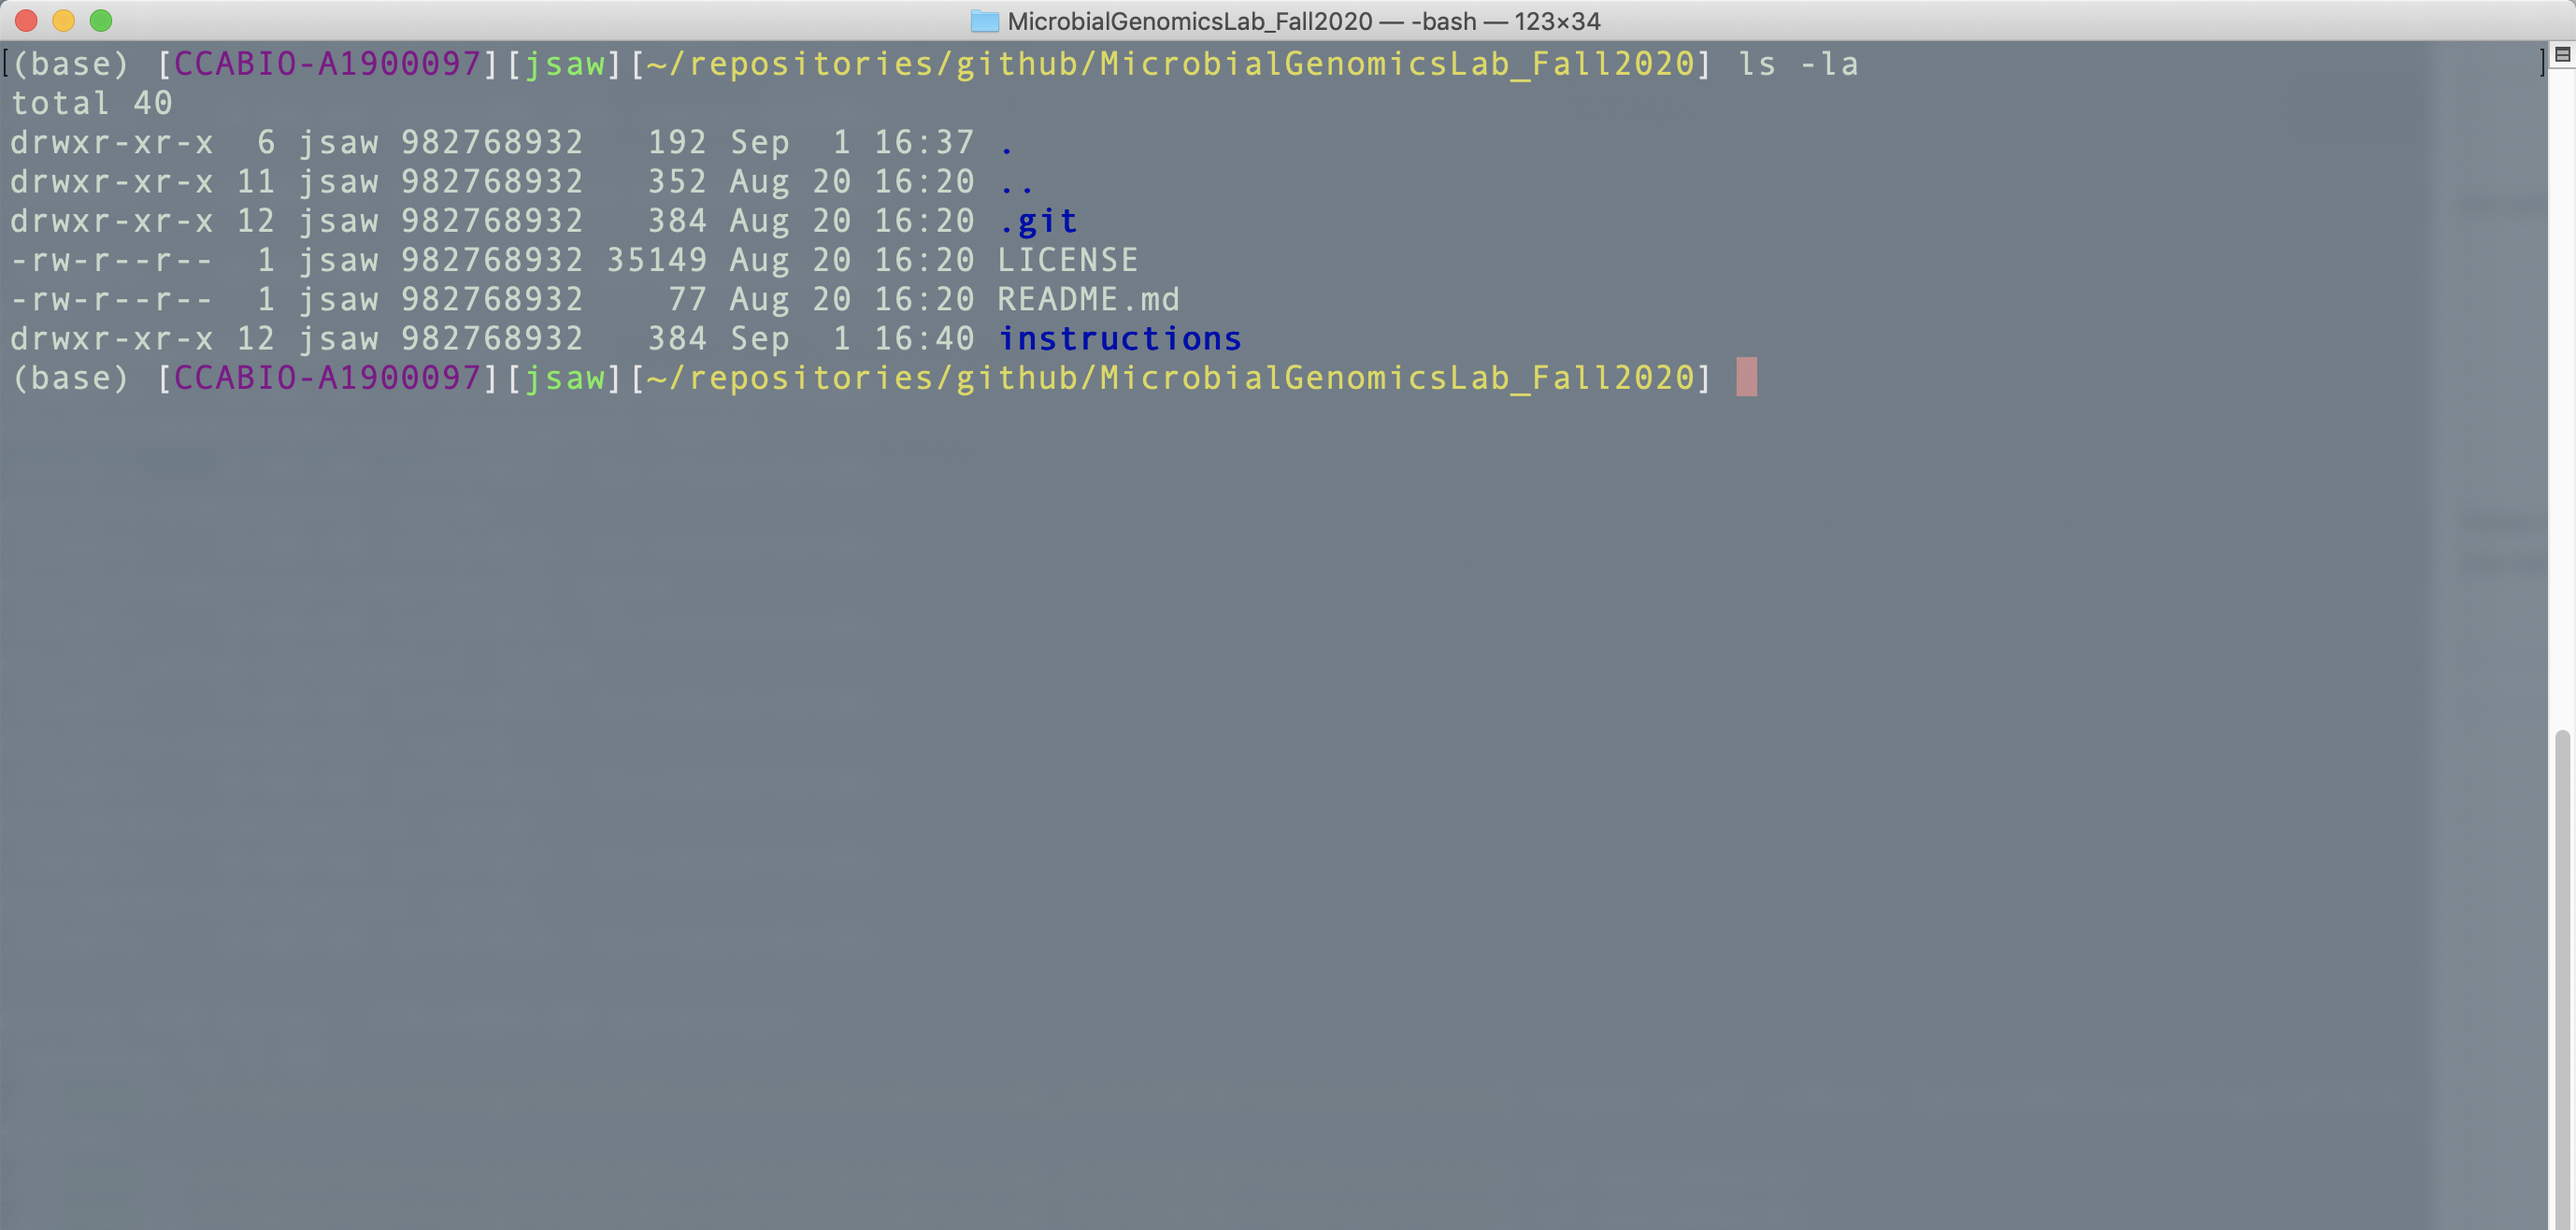 MicrobialGenomicsLab_Fall2020 — -bash — 123×34
(base) [CCABIO-A1900097][jsaw][~/repositories/github/MicrobialGenomicsLab_Fall2020] ls -la
total 40
drwxr-xr-x  6 jsaw 982768932   192 Sep  1 16:37 .
drwxr-xr-x 11 jsaw 982768932   352 Aug 20 16:20 ..
drwxr-xr-x 12 jsaw 982768932   384 Aug 20 16:20 .git
-rw-r--r--  1 jsaw 982768932 35149 Aug 20 16:20 LICENSE
-rw-r--r--  1 jsaw 982768932    77 Aug 20 16:20 README.md
drwxr-xr-x 12 jsaw 982768932   384 Sep  1 16:40 instructions
(base) [CCABIO-A1900097][jsaw][~/repositories/github/MicrobialGenomicsLab_Fall2020]